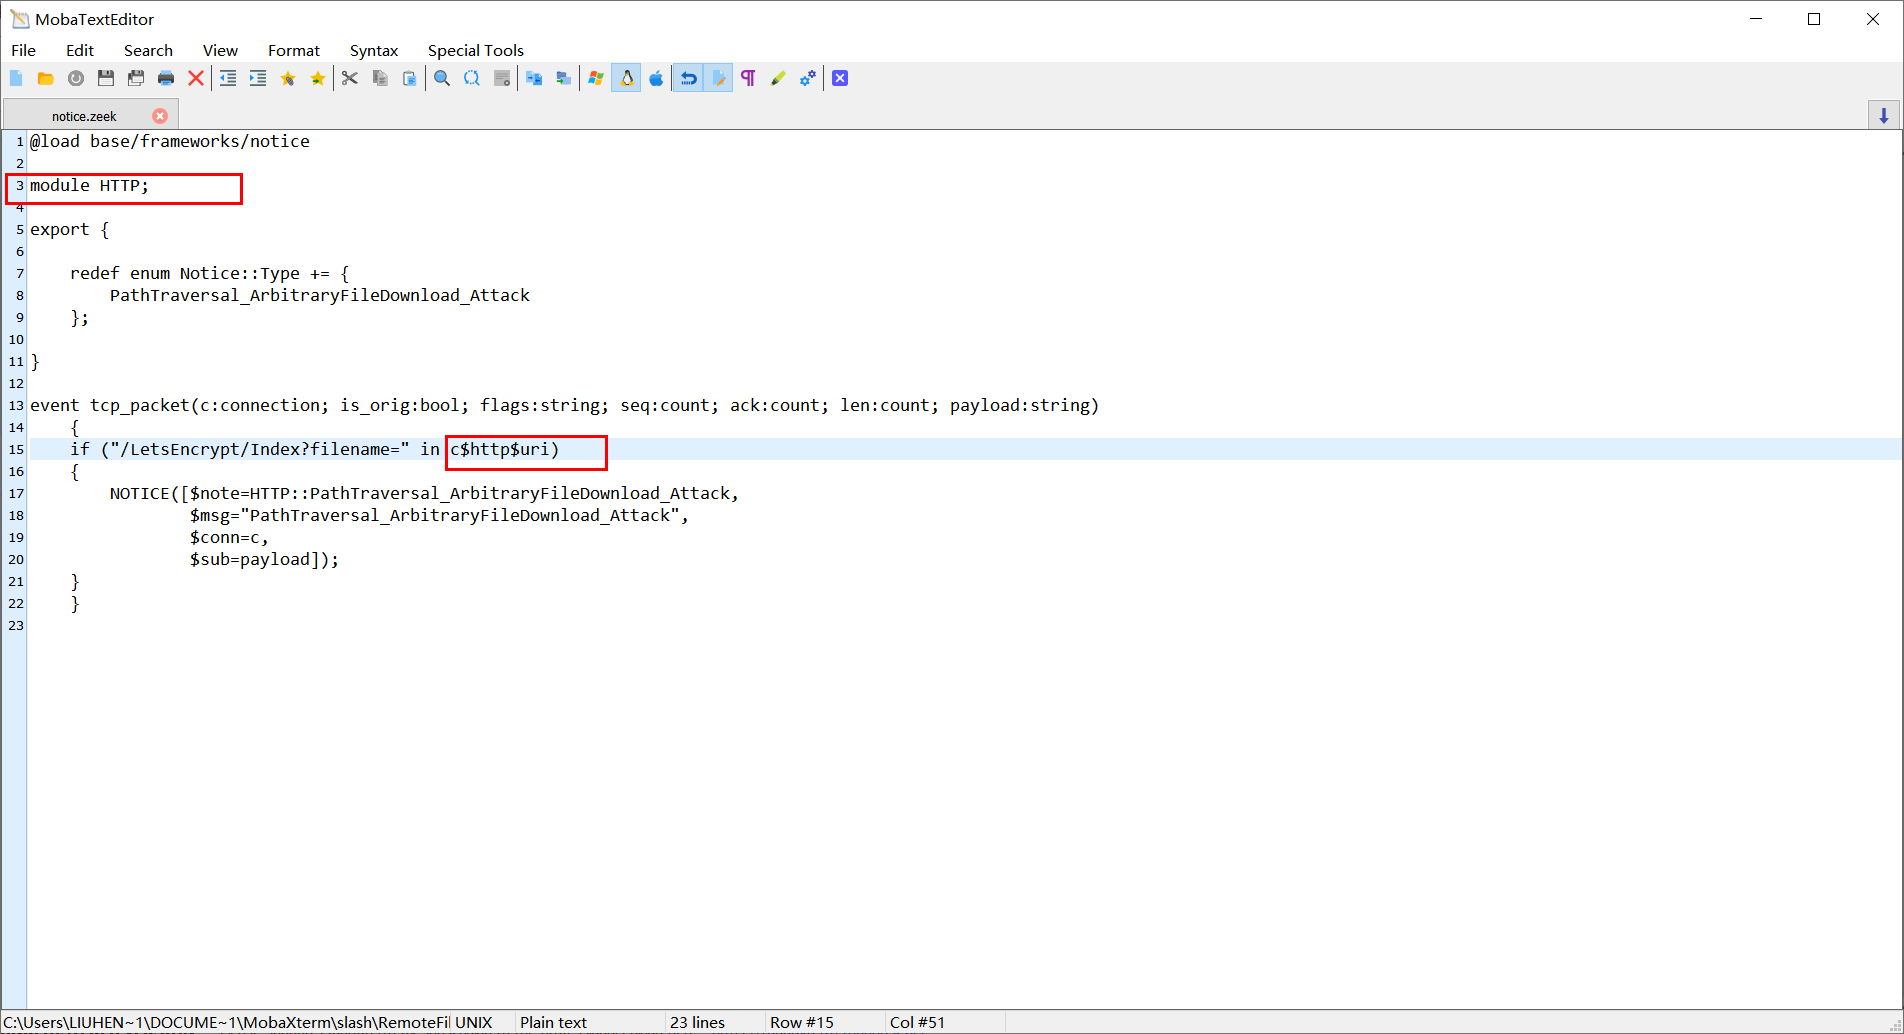 MobaTextEditor
File Edit Search View Format Syntax Special Tools
notice.zeek
1 @load base/frameworks/notice
2
3 module HTTP;
4
5 export {
6
7     redef enum Notice::Type += {
8         PathTraversal_ArbitraryFileDownload_Attack
9     };
10
11 }
12
13 event tcp_packet(c:connection; is_orig:bool; flags:string; seq:count; ack:count; len:count; payload:string)
14     {
15     if ("/LetsEncrypt/Index?filename=" in c$http$uri)
16     {
17         NOTICE([$note=HTTP::PathTraversal_ArbitraryFileDownload_Attack,
18                 $msg="PathTraversal_ArbitraryFileDownload_Attack",
19                 $conn=c,
20                 $sub=payload]);
21     }
22     }
23
C:\Users\LIUHEN~1\DOCUME~1\MobaXterm\slash\RemoteFil UNIX Plain text 23 lines Row #15 Col #51